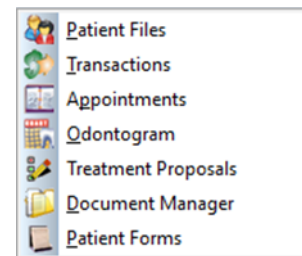 Patient Files
Transactions
Appointments
Odontogram
Treatment Proposals
Document Manager
Patient Forms